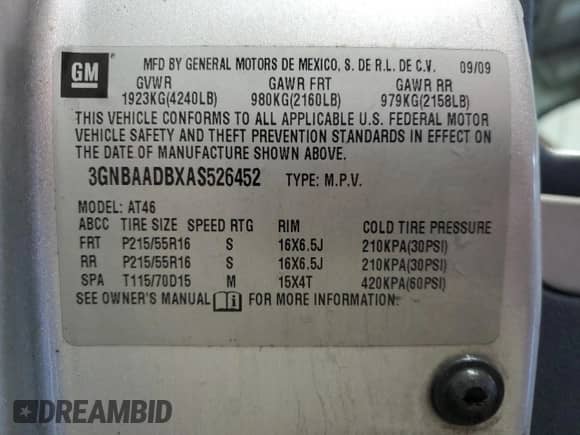 GM
MFD BY GENERAL MOTORS DE MEXICO, S. DE R.L. DE C.V. 09/09
GVWR GAWR FRT GAWR RR
1923KG(4240LB) 980KG(2160LB) 979KG(2158LB)
THIS VEHICLE CONFORMS TO ALL APPLICABLE U.S. FEDERAL MOTOR
VEHICLE SAFETY AND THEFT PREVENTION STANDARDS IN EFFECT ON
THE DATE OF MANUFACTURE SHOWN ABOVE.
3GNBAADBXAS526452 TYPE: M.P.V.
MODEL: AT46
ABCC TIRE SIZE SPEED RTG RIM COLD TIRE PRESSURE
FRT P215/55R16 S 16X6.5J 210KPA(30PSI)
RR P215/55R16 S 16X6.5J 210KPA(30PSI)
SPA T115/70D15 M 15X4T 420KPA(60PSI)
SEE OWNER'S MANUAL FOR MORE INFORMATION.
DREAMBID